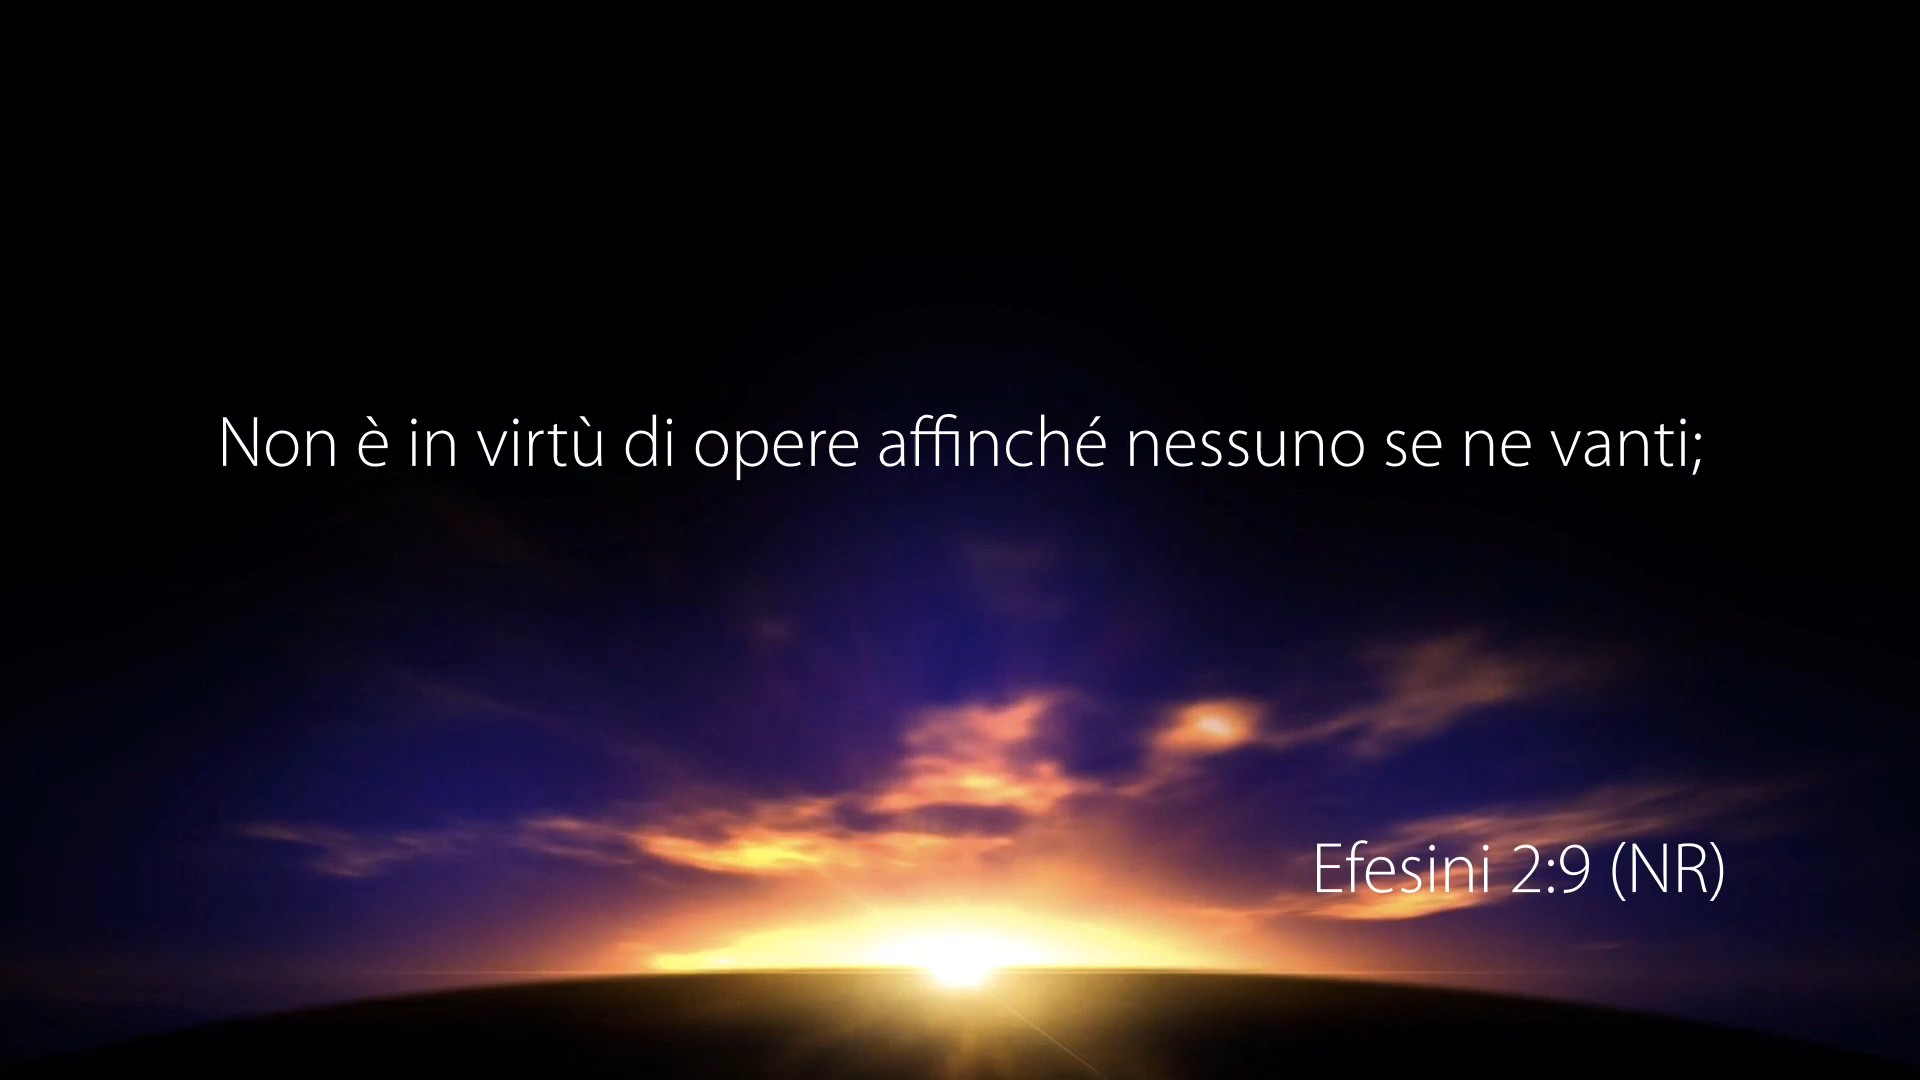 Non è in virtù di opere affinché nessuno se ne vanti;
Efesini 2:9 (NR)